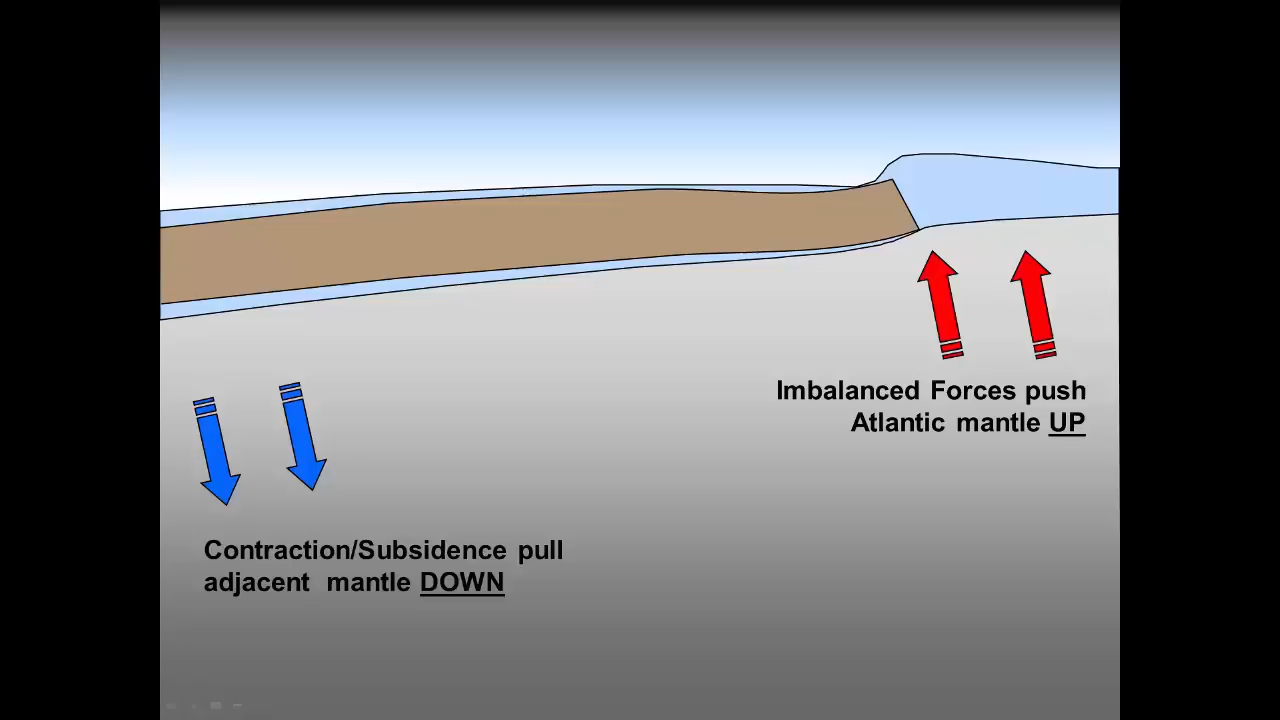 Imbalanced Forces push
Atlantic mantle UP
Contraction/Subsidence pull
adjacent mantle DOWN